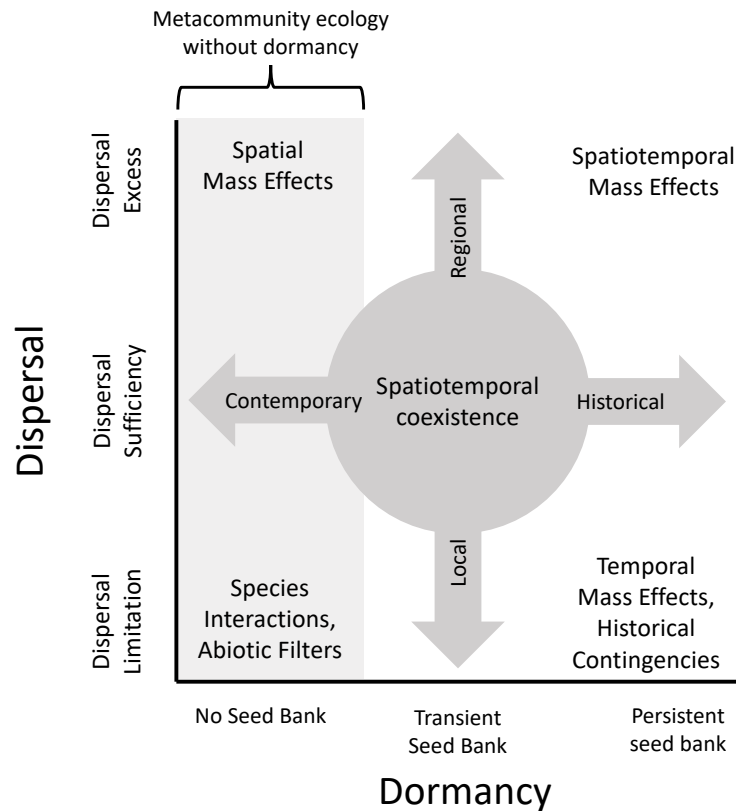 Metacommunity ecology
without dormancy
Dispersal
Excess
Spatial
Mass Effects
Regional
Spatiotemporal
Mass Effects
Dispersal
Dispersal
Sufficiency
Contemporary
Spatiotemporal
coexistence
Historical
Dispersal
Limitation
Species
Interactions,
Abiotic Filters
Local
Temporal
Mass Effects,
Historical
Contingencies
No Seed Bank
Transient
Seed Bank
Persistent
seed bank
Dormancy